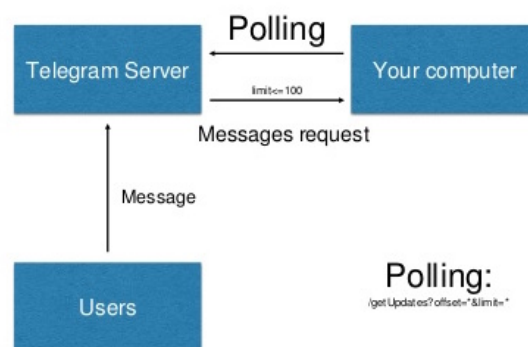 Polling
Telegram Server
Your computer
limit<=100
Messages request
Message
Users
Polling:
/getUpdates?offset=*&limit=*